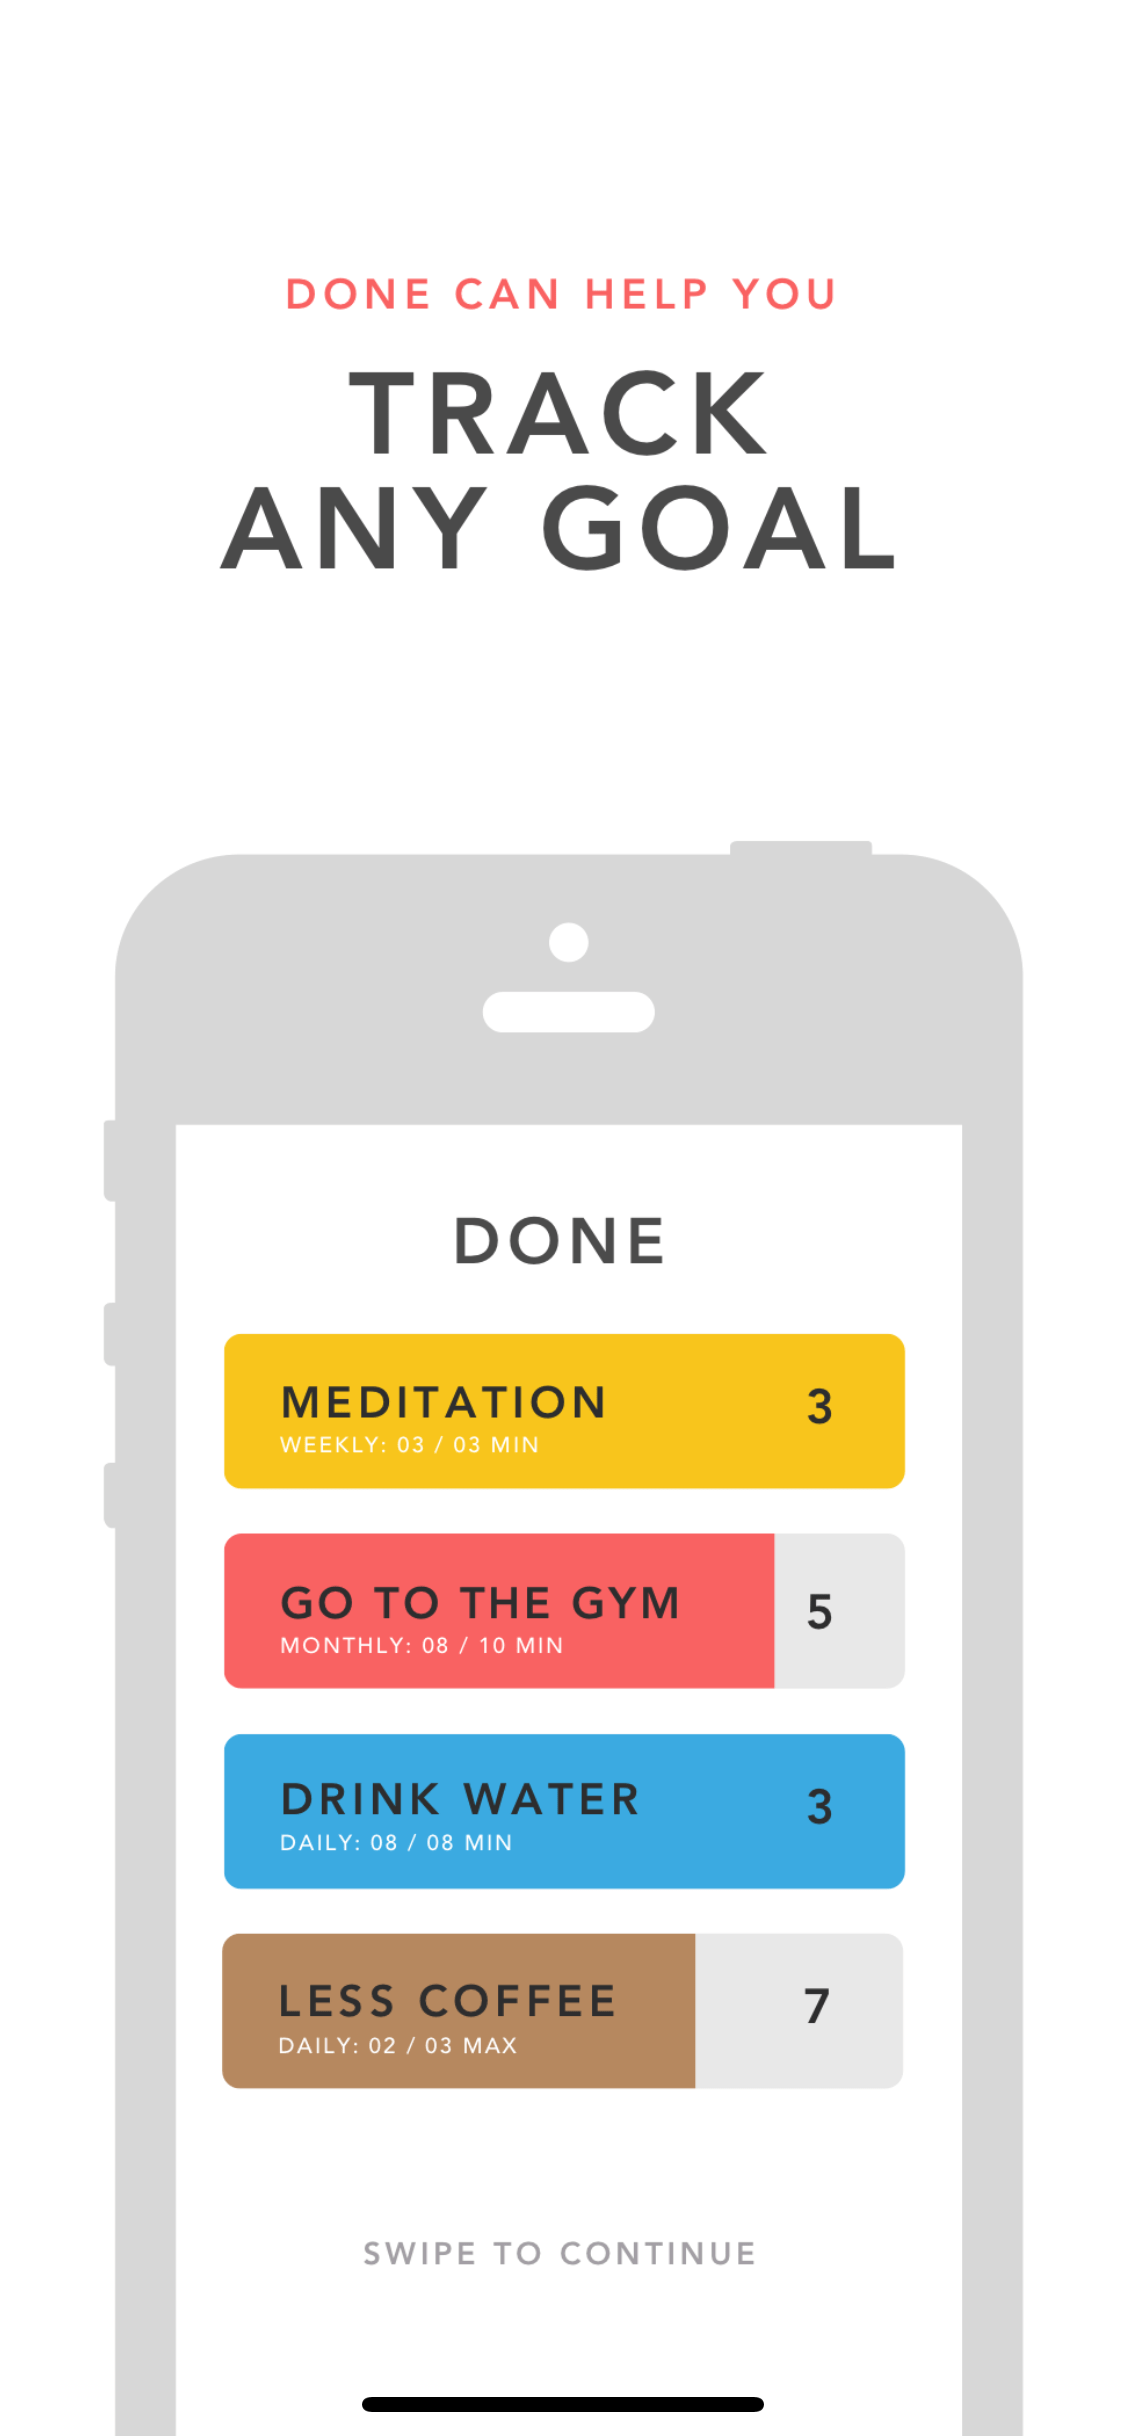 DONE CAN HELP YOU
TRACK
ANY GOAL
DONE
MEDITATION 3
WEEKLY: 03 / 03 MIN
GO TO THE GYM 5
MONTHLY: 08 / 10 MIN
DRINK WATER 3
DAILY: 08 / 08 MIN
LESS COFFEE 7
DAILY: 02 / 03 MAX
SWIPE TO CONTINUE